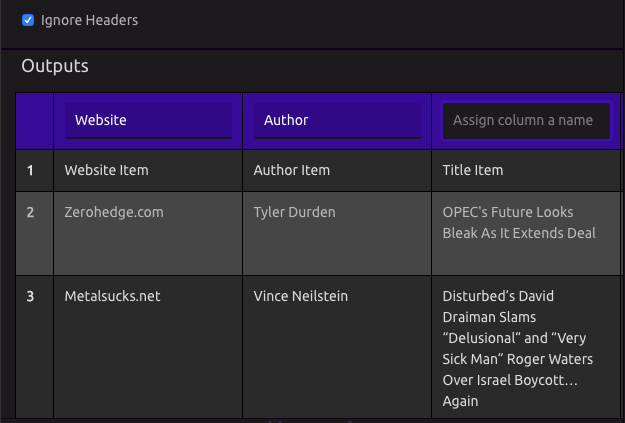 Ignore Headers
Outputs
Website Author Assign column a name
1 Website Item Author Item Title Item
2 Zerohedge.com Tyler Durden OPEC's Future Looks
Bleak As It Extends Deal
3 Metalsucks.net Vince Neilstein Disturbed’s David
Draiman Slams
“Delusional” and “Very
Sick Man” Roger Waters
Over Israel Boycott…
Again